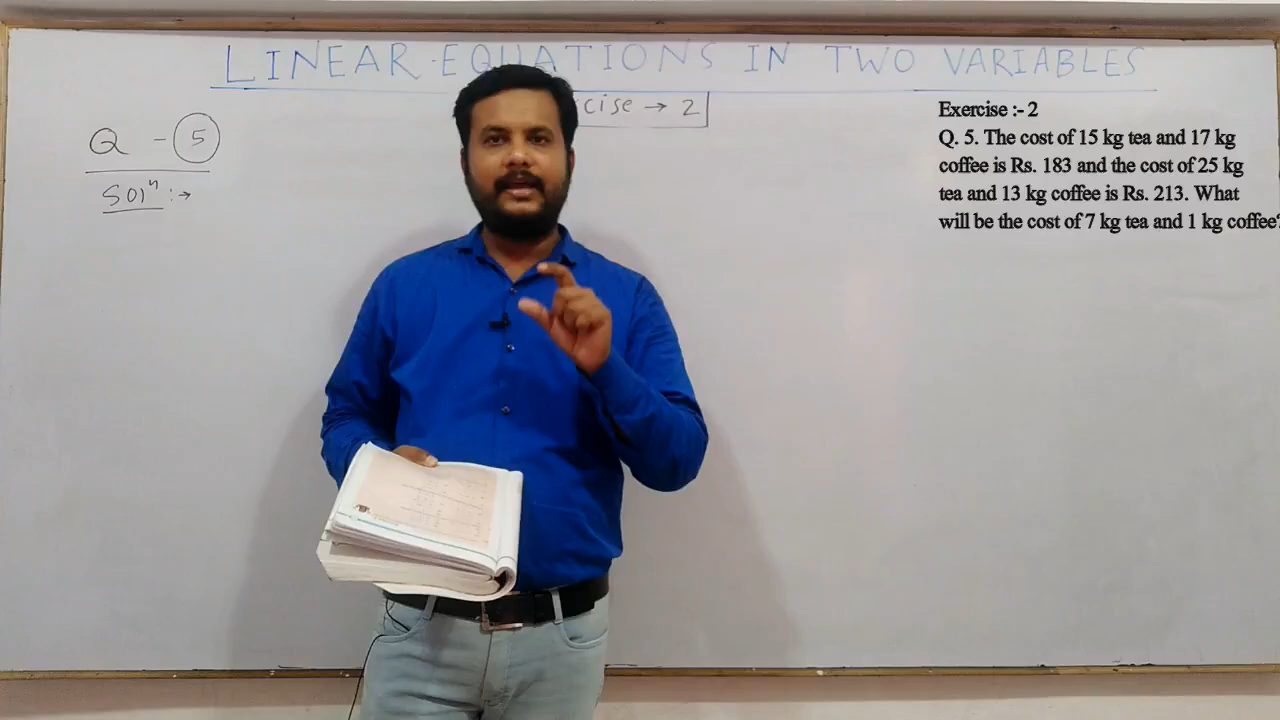 LINEAR EQUATIONS IN TWO VARIABLES
cise → 2
Q - 5
Solⁿ :→
Exercise :- 2
Q. 5. The cost of 15 kg tea and 17 kg
coffee is Rs. 183 and the cost of 25 kg
tea and 13 kg coffee is Rs. 213. What
will be the cost of 7 kg tea and 1 kg coffee?